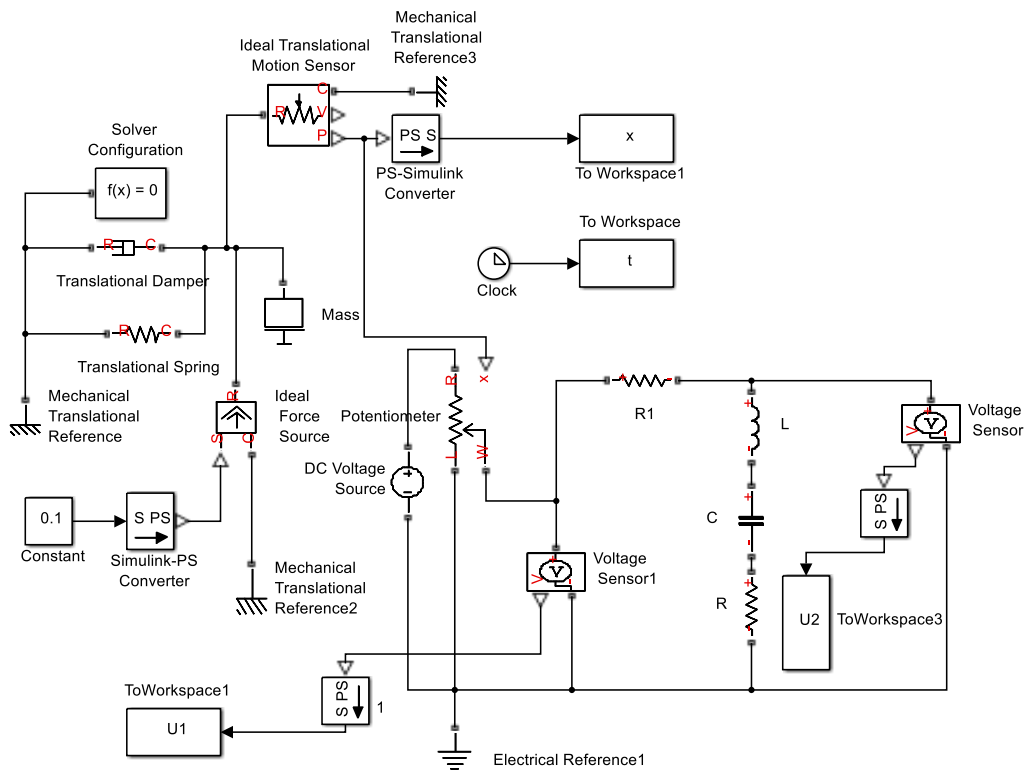 Mechanical
Translational
Reference3
Ideal Translational
Motion Sensor
C
R
V
P
Solver
Configuration
f(x) = 0
PS S
PS-Simulink
Converter
x
To Workspace1
To Workspace
t
Clock
R
C
Translational Damper
Mass
R
C
Translational Spring
Mechanical
Translational
Reference
R
S
C
Ideal
Force
Source
Potentiometer
R
x
L
W
DC Voltage
Source
+
-
R1
+
-
L
+
-
V
V
+
-
Voltage
Sensor
S PS
0.1
Constant
S PS
Simulink-PS
Converter
Mechanical
Translational
Reference2
C
+
-
V
V
+
-
Voltage
Sensor1
R
+
-
U2
ToWorkspace3
ToWorkspace1
U1
S PS
1
Electrical Reference1